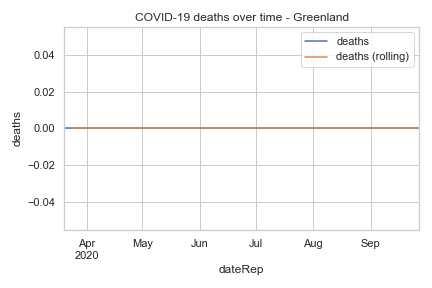 COVID-19 deaths over time - Greenland
deaths
deaths (rolling)
0.04
0.02
0.00
−0.02
−0.04
deaths
Apr May Jun Jul Aug Sep
2020
dateRep